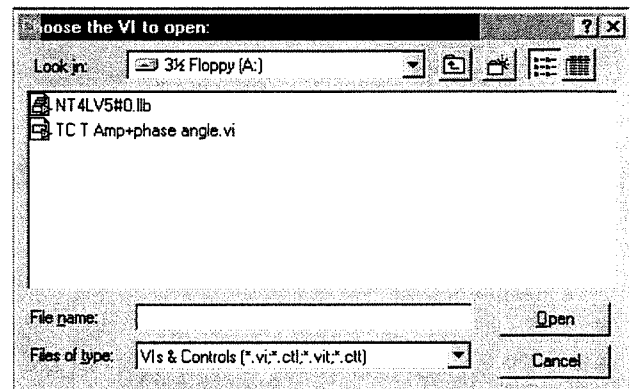 Choose the VI to open:
Look in: 3½ Floppy (A:)
NT4LV5#0.llb
TC T Amp+phase angle.vi
File name: Open
Files of type: VIs & Controls (*.vi;*.ctl;*.vit;*.ctt) Cancel